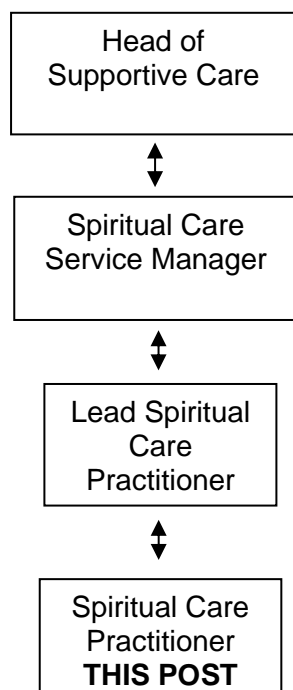 Head of
Supportive Care
Spiritual Care
Service Manager
Lead Spiritual
Care
Practitioner
Spiritual Care
Practitioner
THIS POST